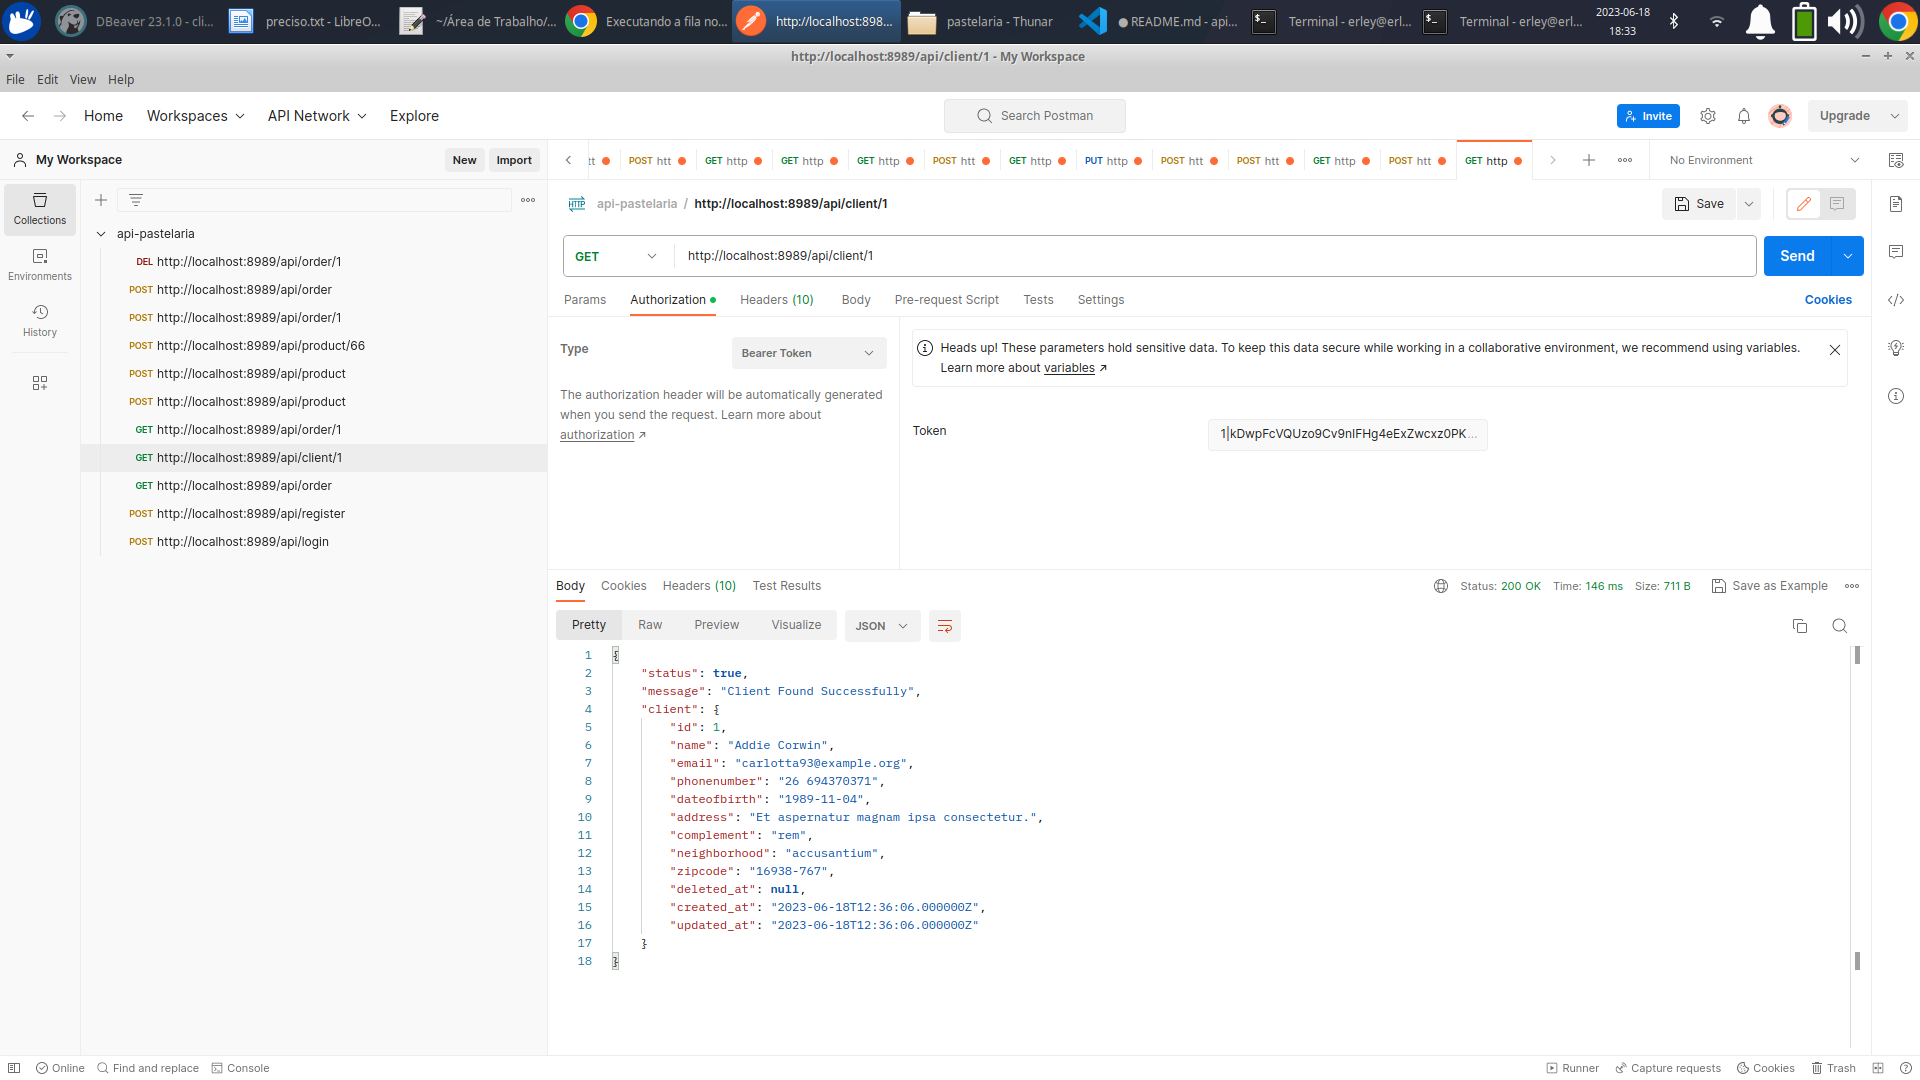 DBeaver 23.1.0 - cli...
preciso.txt - LibreO...
~/Área de Trabalho/...
Executando a fila no...
http://localhost:898...
pastelaria - Thunar
● README.md - api...
Terminal - erley@erl...
Terminal - erley@erl...
2023-06-18
18:33
http://localhost:8989/api/client/1 - My Workspace
File Edit View Help
Home Workspaces API Network Explore
Search Postman
Invite
Upgrade
My Workspace
New Import
tt POST htt GET http GET http GET http POST htt GET http PUT http POST htt POST htt GET http POST htt GET http
No Environment
Collections
Environments
History
api-pastelaria
DEL http://localhost:8989/api/order/1
POST http://localhost:8989/api/order
POST http://localhost:8989/api/order/1
POST http://localhost:8989/api/product/66
POST http://localhost:8989/api/product
POST http://localhost:8989/api/product
GET http://localhost:8989/api/order/1
GET http://localhost:8989/api/client/1
GET http://localhost:8989/api/order
POST http://localhost:8989/api/register
POST http://localhost:8989/api/login
HTTP api-pastelaria / http://localhost:8989/api/client/1
Save
GET http://localhost:8989/api/client/1
Send
Params Authorization Headers (10) Body Pre-request Script Tests Settings
Cookies
Type
Bearer Token
The authorization header will be automatically generated
when you send the request. Learn more about
authorization ↗
Heads up! These parameters hold sensitive data. To keep this data secure while working in a collaborative environment, we recommend using variables.
Learn more about variables ↗
Token
1|kDwpFcVQUzo9Cv9nIFHg4eExZwcxz0PK...
Body Cookies Headers (10) Test Results
Status: 200 OK Time: 146 ms Size: 711 B
Save as Example
Pretty Raw Preview Visualize JSON
1 {
2 "status": true,
3 "message": "Client Found Successfully",
4 "client": {
5 "id": 1,
6 "name": "Addie Corwin",
7 "email": "carlotta93@example.org",
8 "phonenumber": "26 694370371",
9 "dateofbirth": "1989-11-04",
10 "address": "Et aspernatur magnam ipsa consectetur.",
11 "complement": "rem",
12 "neighborhood": "accusantium",
13 "zipcode": "16938-767",
14 "deleted_at": null,
15 "created_at": "2023-06-18T12:36:06.000000Z",
16 "updated_at": "2023-06-18T12:36:06.000000Z"
17 }
18 }
Online Find and replace Console
Runner Capture requests Cookies Trash